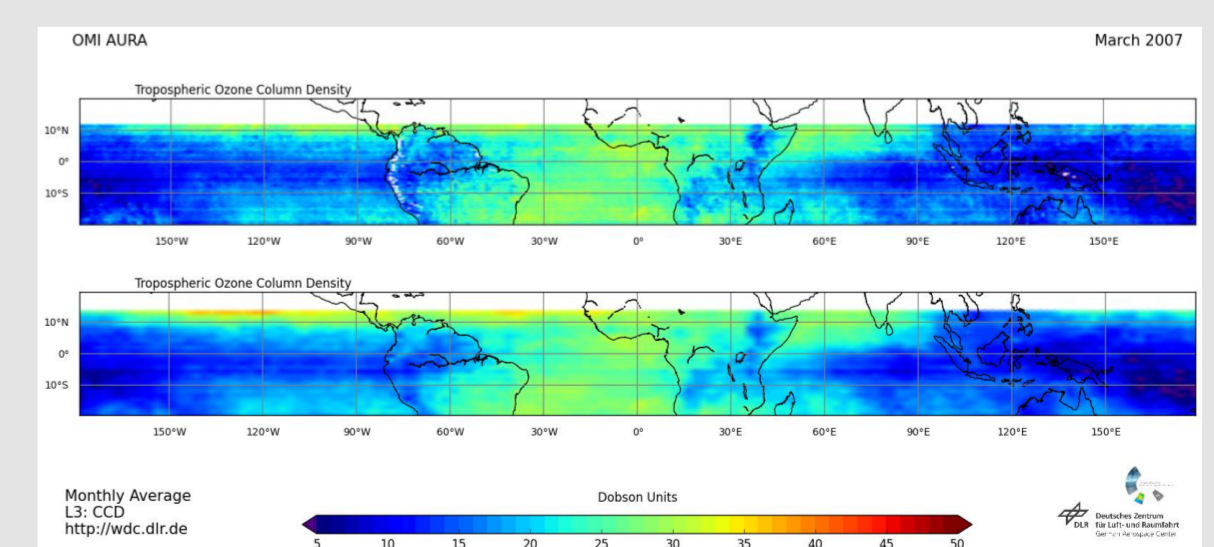 OMI AURA
March 2007
Tropospheric Ozone Column Density
10°N
0°
10°S
150°W 120°W 90°W 60°W 30°W 0° 30°E 60°E 90°E 120°E 150°E
Tropospheric Ozone Column Density
10°N
0°
10°S
150°W 120°W 90°W 60°W 30°W 0° 30°E 60°E 90°E 120°E 150°E
Monthly Average
L3: CCD
http://wdc.dlr.de
Dobson Units
5 10 15 20 25 30 35 40 45 50
DLR
Deutsches Zentrum
für Luft- und Raumfahrt
German Aerospace Center